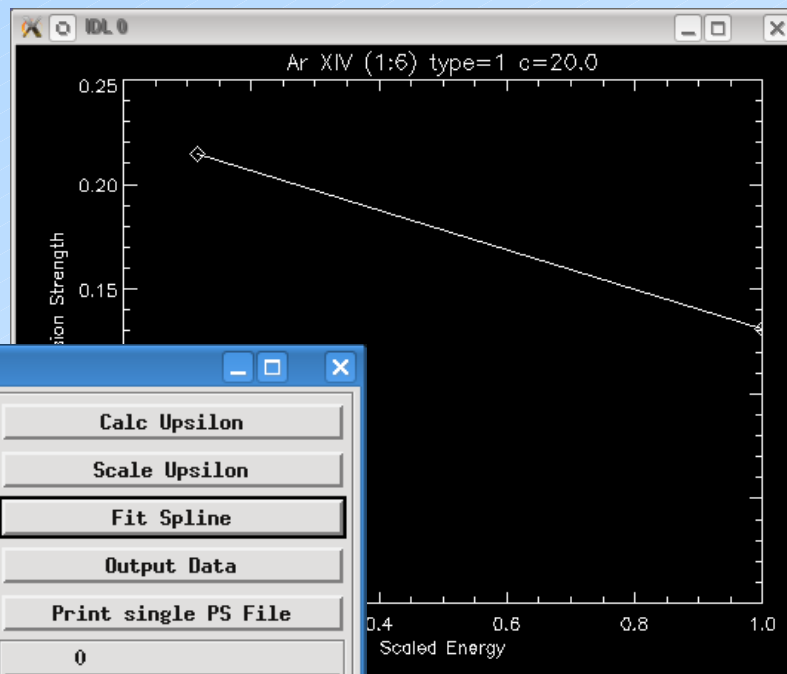 IDL 0
Ar XIV (1:6) type=1 c=20.0
0.25
0.20
0.15
sion Strength
Calc Upsilon
Scale Upsilon
Fit Spline
Output Data
Print single PS File
0
0.4
0.6
0.8
1.0
Scaled Energy